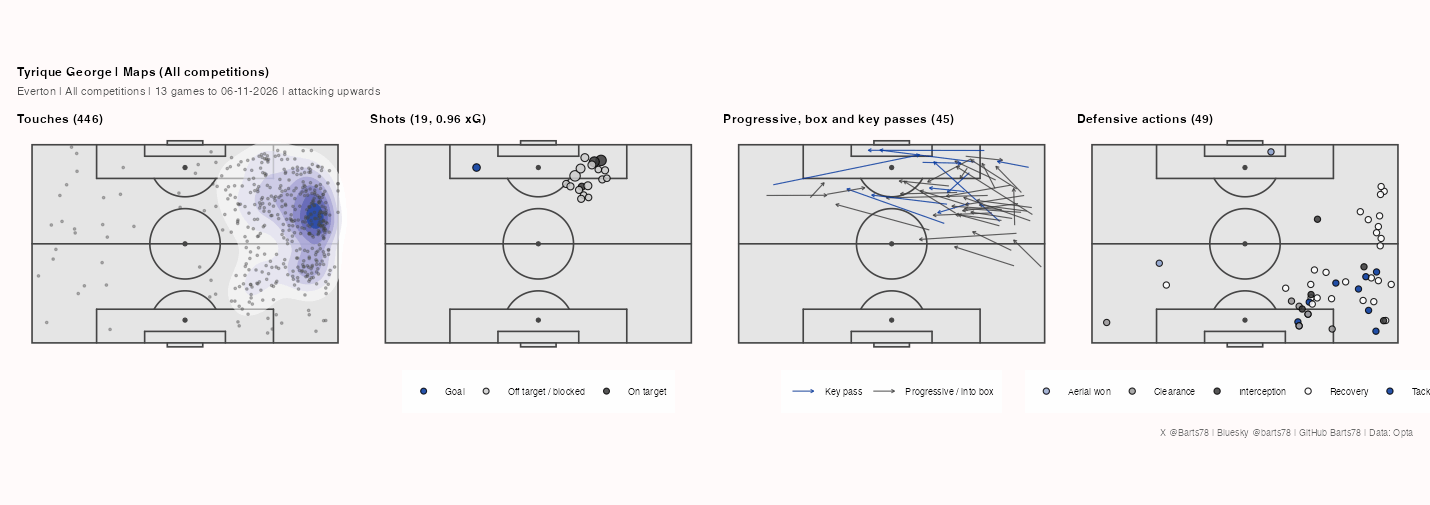 Tyrique George | Maps (All competitions)
Everton | All competitions | 13 games to 06-11-2026 | attacking upwards
Touches (446)
Shots (19, 0.96 xG)
Progressive, box and key passes (45)
Defensive actions (49)
Goal
Off target / blocked
On target
Key pass
Progressive / Into box
Aerial won
Clearance
Interception
Recovery
Tack
X @Barts78 | Bluesky: @barts78 | GitHub Barts78 | Data: Opta